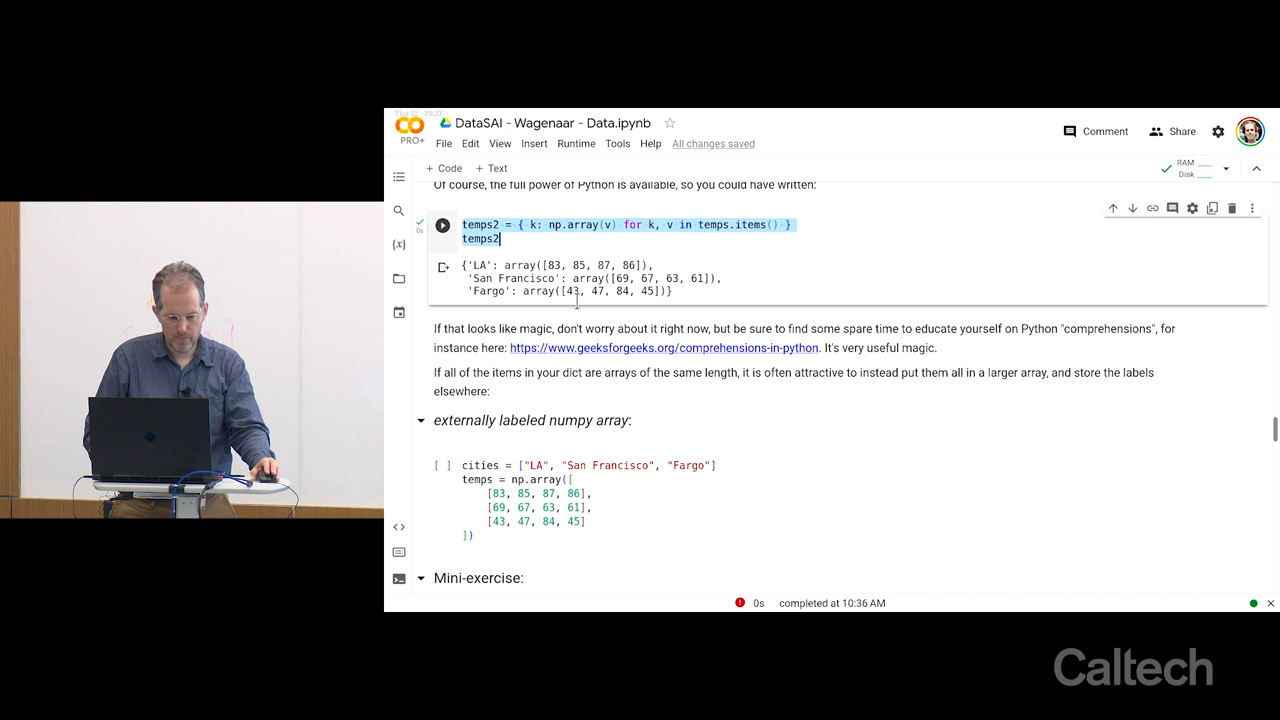 DataSAI - Wagenaar - Data.ipynb
Comment
Share
PRO+
File Edit View Insert Runtime Tools Help All changes saved
+ Code + Text
RAM
Disk
Of course, the full power of Python is available, so you could have written:
temps2 = { k: np.array(v) for k, v in temps.items() }
temps2
0s
{'LA': array([83, 85, 87, 86]),
'San Francisco': array([69, 67, 63, 61]),
'Fargo': array([43, 47, 84, 45])}
If that looks like magic, don't worry about it right now, but be sure to find some spare time to educate yourself on Python "comprehensions", for
instance here: https://www.geeksforgeeks.org/comprehensions-in-python. It's very useful magic.
If all of the items in your dict are arrays of the same length, it is often attractive to instead put them all in a larger array, and store the labels
elsewhere:
externally labeled numpy array:
[ ] cities = ["LA", "San Francisco", "Fargo"]
temps = np.array([
[83, 85, 87, 86],
[69, 67, 63, 61],
[43, 47, 84, 45]
])
Mini-exercise:
0s completed at 10:36 AM
Caltech